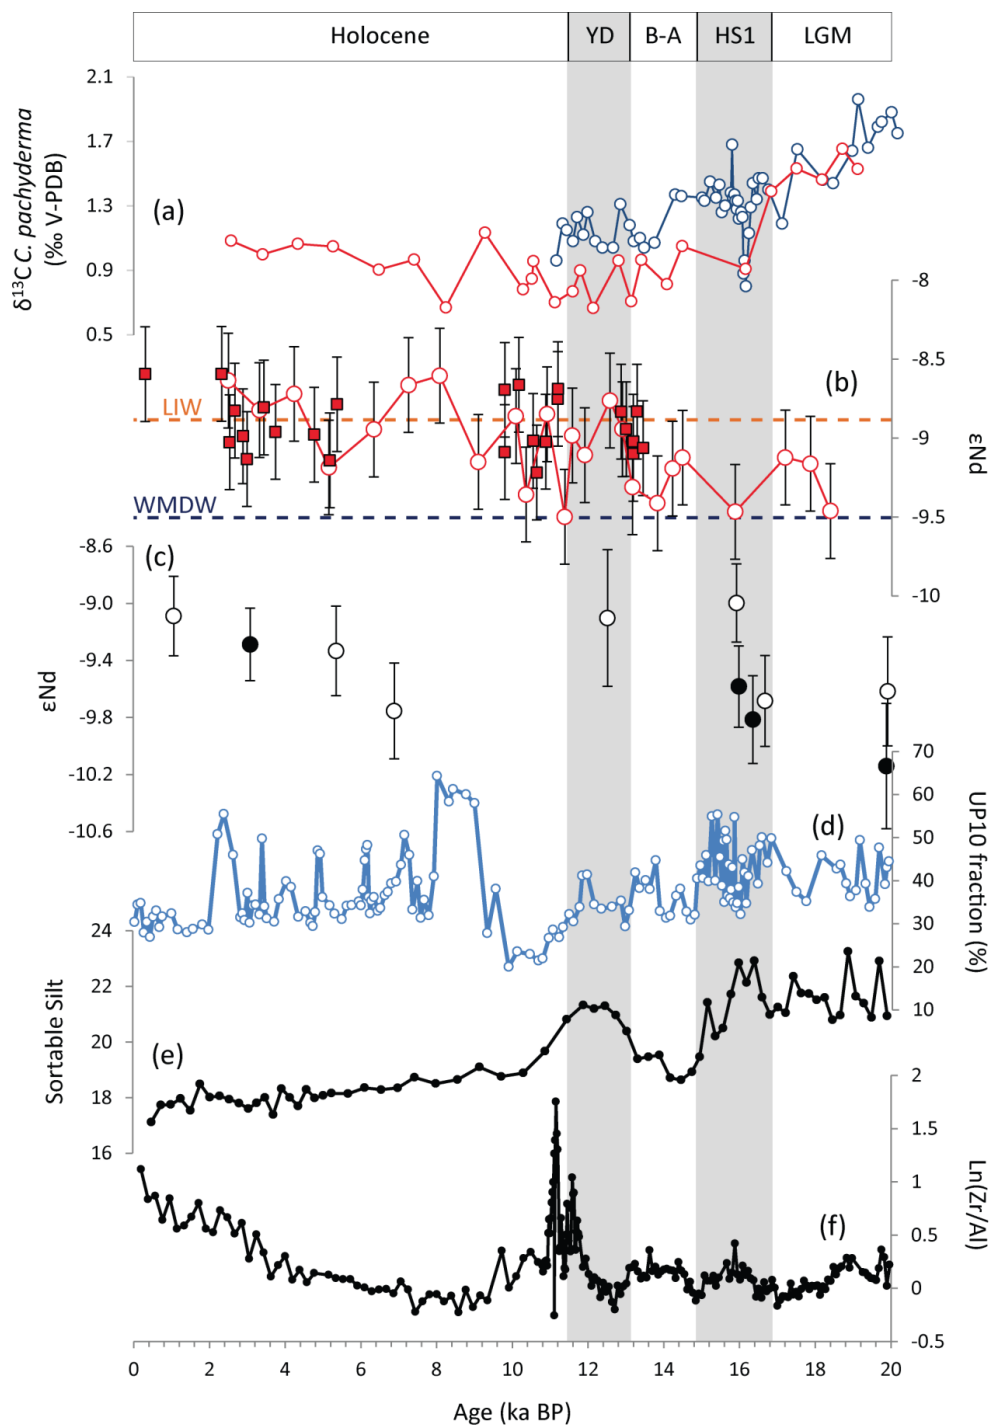 Holocene YD B-A HS1 LGM
2.1
1.7
1.3
0.9
0.5
δ¹³C C. pachyderma
(‰ V-PDB)
(a)
-8
-8.5
-9
-9.5
-10
εNd
(b)
LIW
WMDW
-8.6
-9.0
-9.4
-9.8
-10.2
-10.6
εNd
(c)
70
60
50
40
30
20
10
UP10 fraction (%)
(d)
24
22
20
18
16
Sortable Silt
(e)
2
1.5
1
0.5
0
-0.5
Ln(Zr/Al)
(f)
0 2 4 6 8 10 12 14 16 18 20
Age (ka BP)